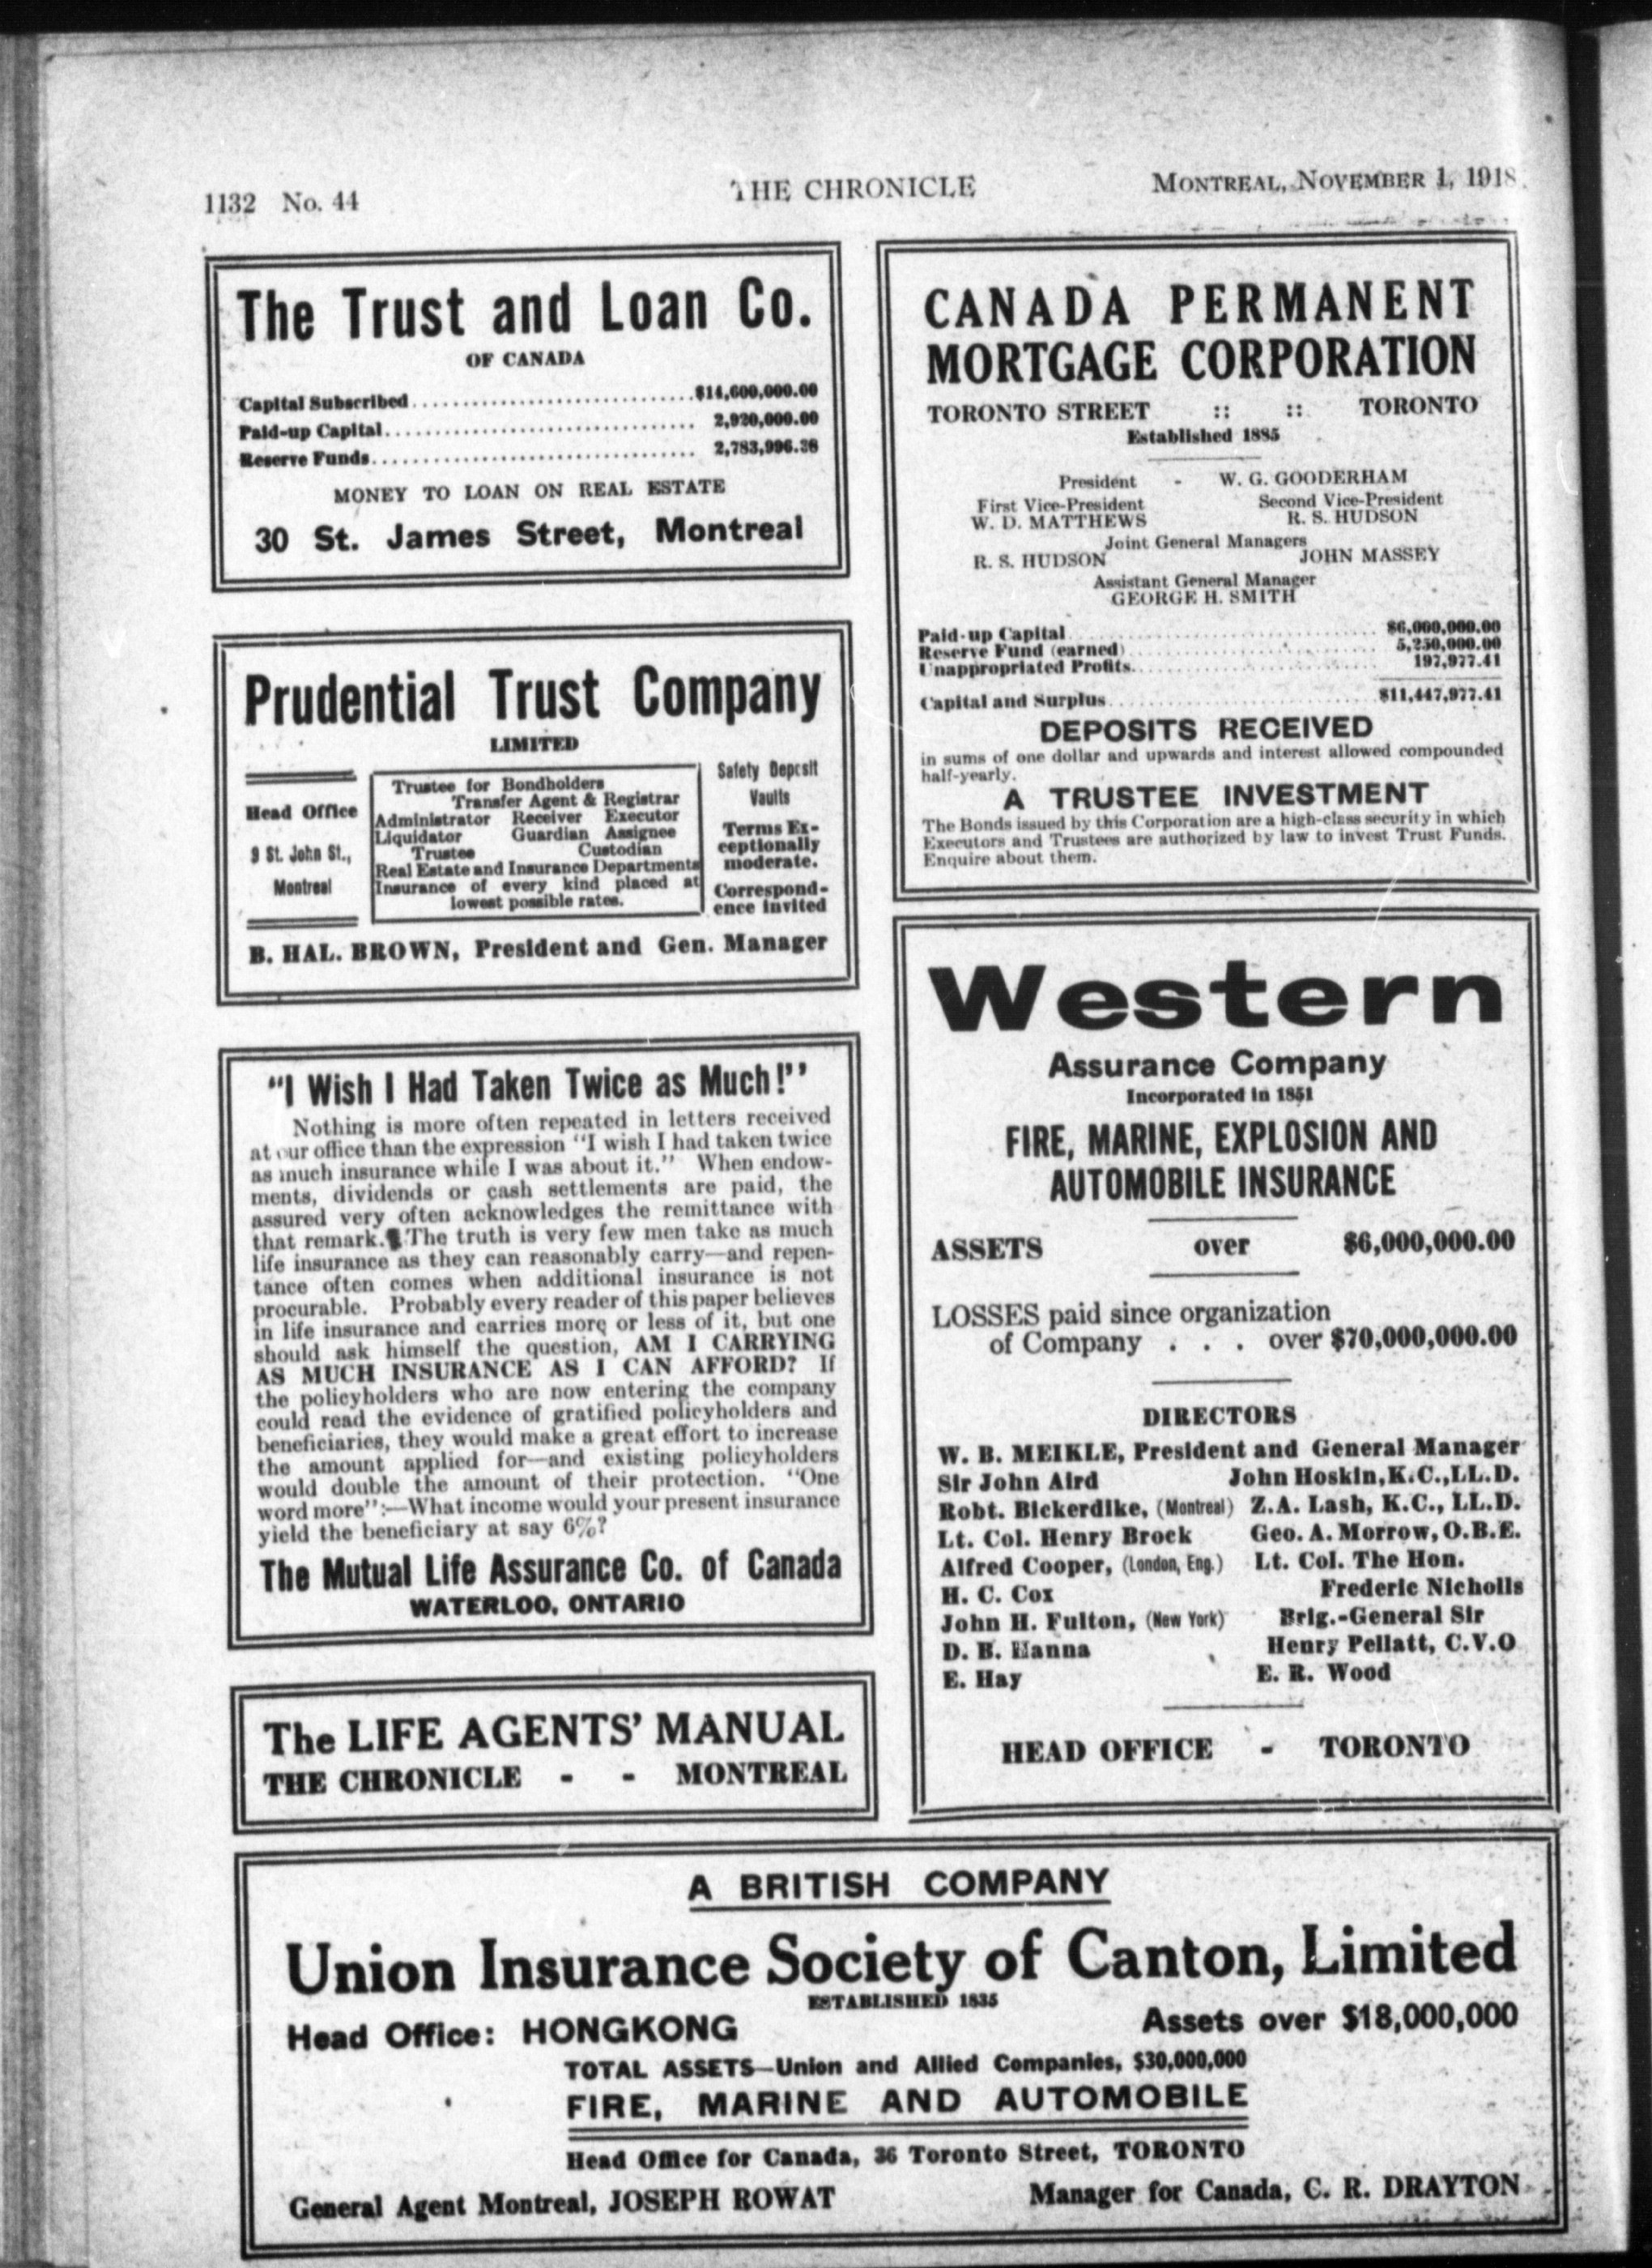 1132 No. 44
THE CHRONICLE
MONTREAL, NOVEMBER 1, 1918.
The Trust and Loan Co.
OF CANADA
Capital Subscribed..............................$14,600,000.00
Paid-up Capital................................. 2,920,000.00
Reserve Funds................................... 2,783,996.36
MONEY TO LOAN ON REAL ESTATE
30 St. James Street, Montreal
Prudential Trust Company
LIMITED
Head Office
9 St. John St.,
Montreal
Trustee for Bondholders
Transfer Agent & Registrar
Administrator Receiver Executor
Liquidator Guardian Assignee
Trustee Custodian
Real Estate and Insurance Departments
Insurance of every kind placed at
lowest possible rates.
Safety Deposit
Vaults
Terms Ex-
ceptionally
moderate.
Correspond-
ence invited
B. HAL. BROWN, President and Gen. Manager
"I Wish I Had Taken Twice as Much!"
Nothing is more often repeated in letters received
at our office than the expression "I wish I had taken twice
as much insurance while I was about it." When endow-
ments, dividends or cash settlements are paid, the
assured very often acknowledges the remittance with
that remark.¶ The truth is very few men take as much
life insurance as they can reasonably carry—and repen-
tance often comes when additional insurance is not
procurable. Probably every reader of this paper believes
in life insurance and carries more or less of it, but one
should ask himself the question, AM I CARRYING
AS MUCH INSURANCE AS I CAN AFFORD? If
the policyholders who are now entering the company
could read the evidence of gratified policyholders and
beneficiaries, they would make a great effort to increase
the amount applied for—and existing policyholders
would double the amount of their protection. "One
word more":—What income would your present insurance
yield the beneficiary at say 6%?
The Mutual Life Assurance Co. of Canada
WATERLOO, ONTARIO
The LIFE AGENTS' MANUAL
THE CHRONICLE - - MONTREAL
CANADA PERMANENT
MORTGAGE CORPORATION
TORONTO STREET :: :: TORONTO
Established 1885
President - W. G. GOODERHAM
First Vice-President Second Vice-President
W. D. MATTHEWS R. S. HUDSON
Joint General Managers
R. S. HUDSON JOHN MASSEY
Assistant General Manager
GEORGE H. SMITH
Paid-up Capital.............................. $6,000,000.00
Reserve Fund (earned)........................ 5,250,000.00
Unappropriated Profits....................... 197,977.41
Capital and Surplus..........................$11,447,977.41
DEPOSITS RECEIVED
in sums of one dollar and upwards and interest allowed compounded
half-yearly.
A TRUSTEE INVESTMENT
The Bonds issued by this Corporation are a high-class security in which
Executors and Trustees are authorized by law to invest Trust Funds.
Enquire about them.
Western
Assurance Company
Incorporated in 1851
FIRE, MARINE, EXPLOSION AND
AUTOMOBILE INSURANCE
ASSETS over $6,000,000.00
LOSSES paid since organization
of Company . . . over $70,000,000.00
DIRECTORS
W. B. MEIKLE, President and General Manager
Sir John Aird John Hoskin, K.C., LL.D.
Robt. Bickerdike, (Montreal) Z.A. Lash, K.C., LL.D.
Lt. Col. Henry Brock Geo. A. Morrow, O.B.E.
Alfred Cooper, (London, Eng.) Lt. Col. The Hon.
H. C. Cox Frederic Nicholls
John H. Fulton, (New York) Brig.-General Sir
D. B. Hanna Henry Pellatt, C.V.O
E. Hay E. R. Wood
HEAD OFFICE - TORONTO
A BRITISH COMPANY
Union Insurance Society of Canton, Limited
ESTABLISHED 1835
Head Office: HONGKONG Assets over $18,000,000
TOTAL ASSETS—Union and Allied Companies, $30,000,000
FIRE, MARINE AND AUTOMOBILE
Head Office for Canada, 36 Toronto Street, TORONTO
General Agent Montreal, JOSEPH ROWAT Manager for Canada, C. R. DRAYTON